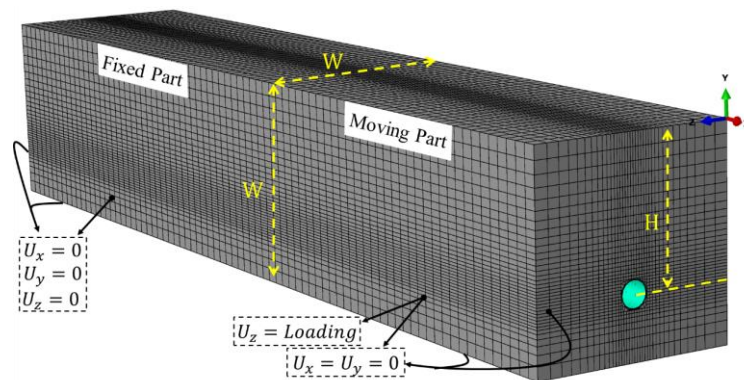 Fixed Part
W
Moving Part
Y
Z
W
H
U_x = 0
U_y = 0
U_z = 0
U_z = Loading
U_x = U_y = 0